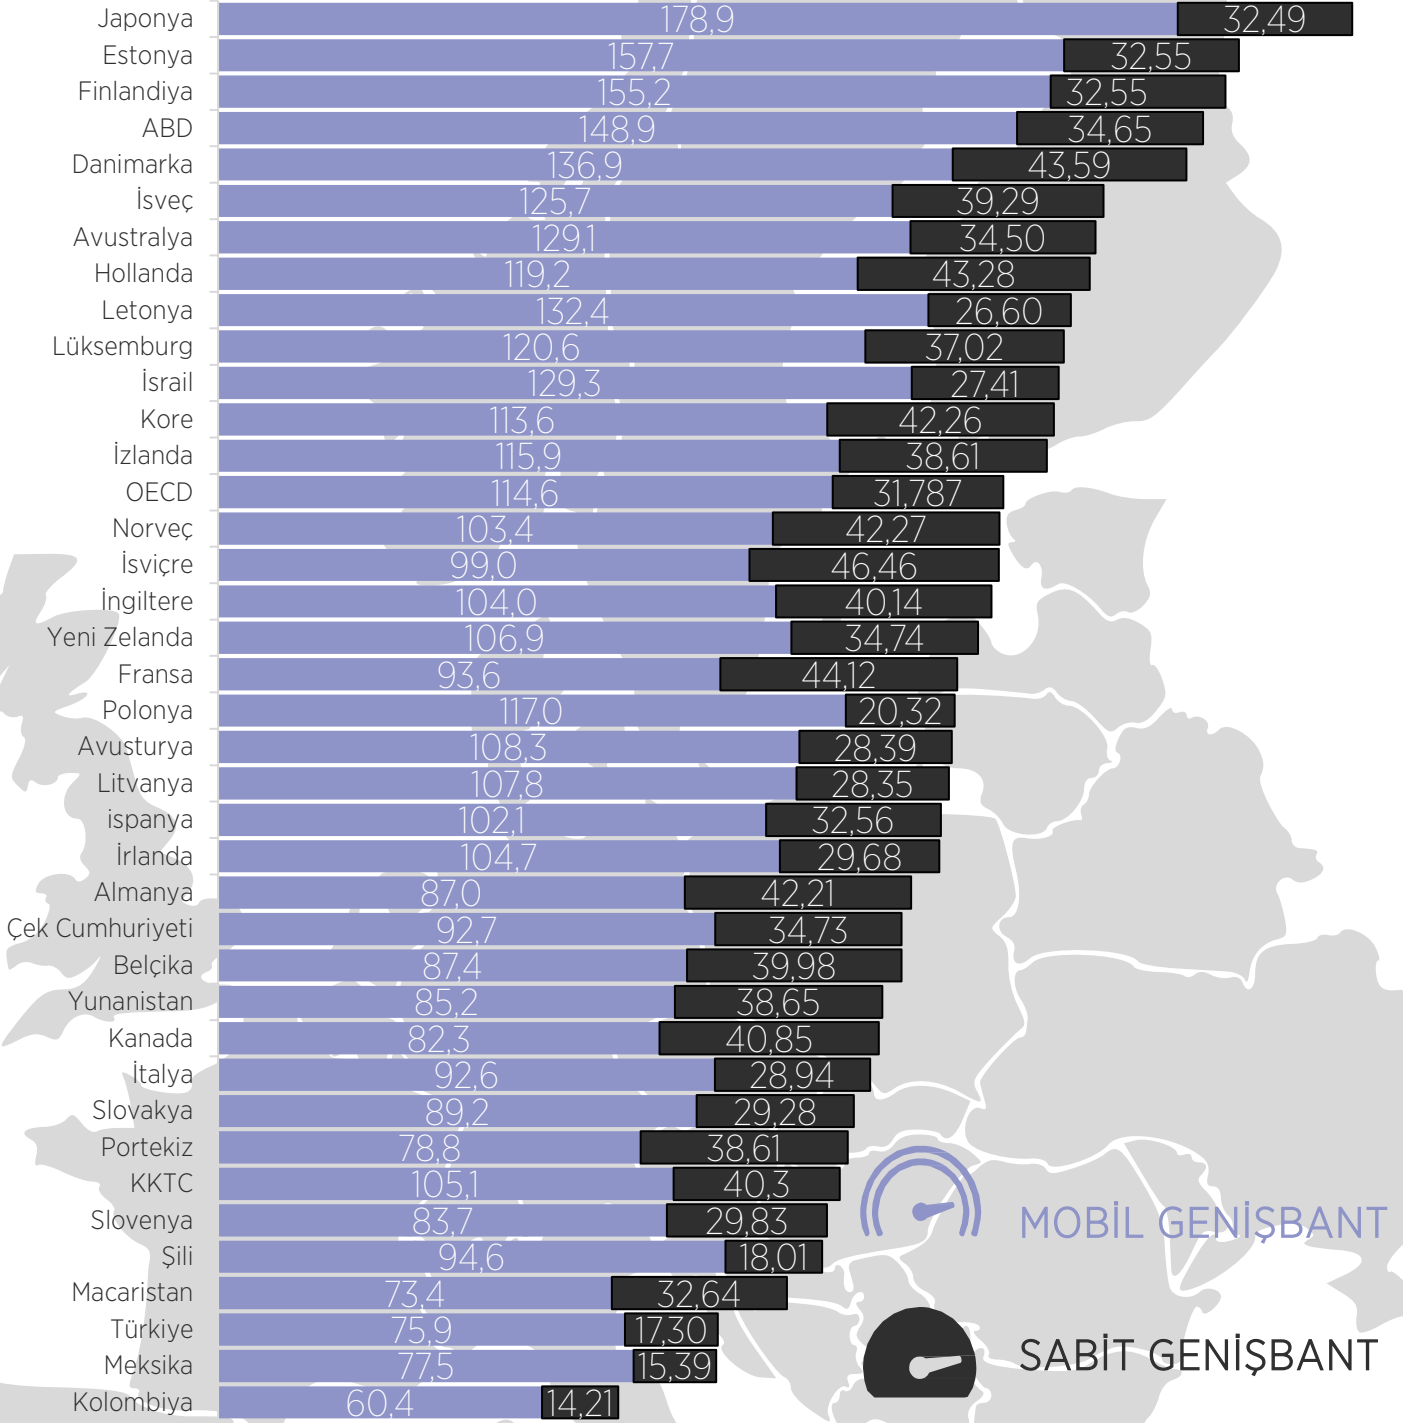 Japonya 178,9 32,49
Estonya 157,7 32,55
Finlandiya 155,2 32,55
ABD 148,9 34,65
Danimarka 136,9 43,59
İsveç 125,7 39,29
Avustralya 129,1 34,50
Hollanda 119,2 43,28
Letonya 132,4 26,60
Lüksemburg 120,6 37,02
İsrail 129,3 27,41
Kore 113,6 42,26
İzlanda 115,9 38,61
OECD 114,6 31,787
Norveç 103,4 42,27
İsviçre 99,0 46,46
İngiltere 104,0 40,14
Yeni Zelanda 106,9 34,74
Fransa 93,6 44,12
Polonya 117,0 20,32
Avusturya 108,3 28,39
Litvanya 107,8 28,35
ispanya 102,1 32,56
İrlanda 104,7 29,68
Almanya 87,0 42,21
Çek Cumhuriyeti 92,7 34,73
Belçika 87,4 39,98
Yunanistan 85,2 38,65
Kanada 82,3 40,85
İtalya 92,6 28,94
Slovakya 89,2 29,28
Portekiz 78,8 38,61
KKTC 105,1 40,3
Slovenya 83,7 29,83
Şili 94,6 18,01
Macaristan 73,4 32,64
Türkiye 75,9 17,30
Meksika 77,5 15,39
Kolombiya 60,4 14,21
MOBİL GENİŞBANT
SABİT GENİŞBANT